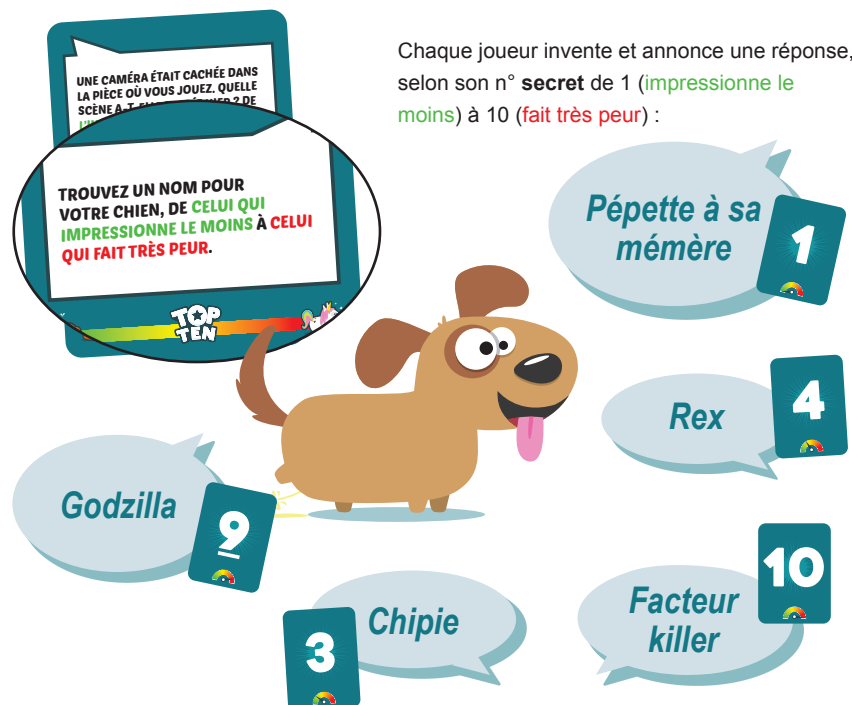 Chaque joueur invente et annonce une réponse,
selon son n° secret de 1 (impressionne le
moins) à 10 (fait très peur) :
UNE CAMÉRA ÉTAIT CACHÉE DANS
LA PIÈCE OÙ VOUS JOUEZ. QUELLE
SCÈNE
TROUVEZ UN NOM POUR
VOTRE CHIEN, DE CELUI QUI
IMPRESSIONNE LE MOINS À CELUI
QUI FAIT TRÈS PEUR.
TOP
TEN
Pépette à sa
mémère
1
Rex
4
Godzilla
9
Chipie
3
Facteur
killer
10